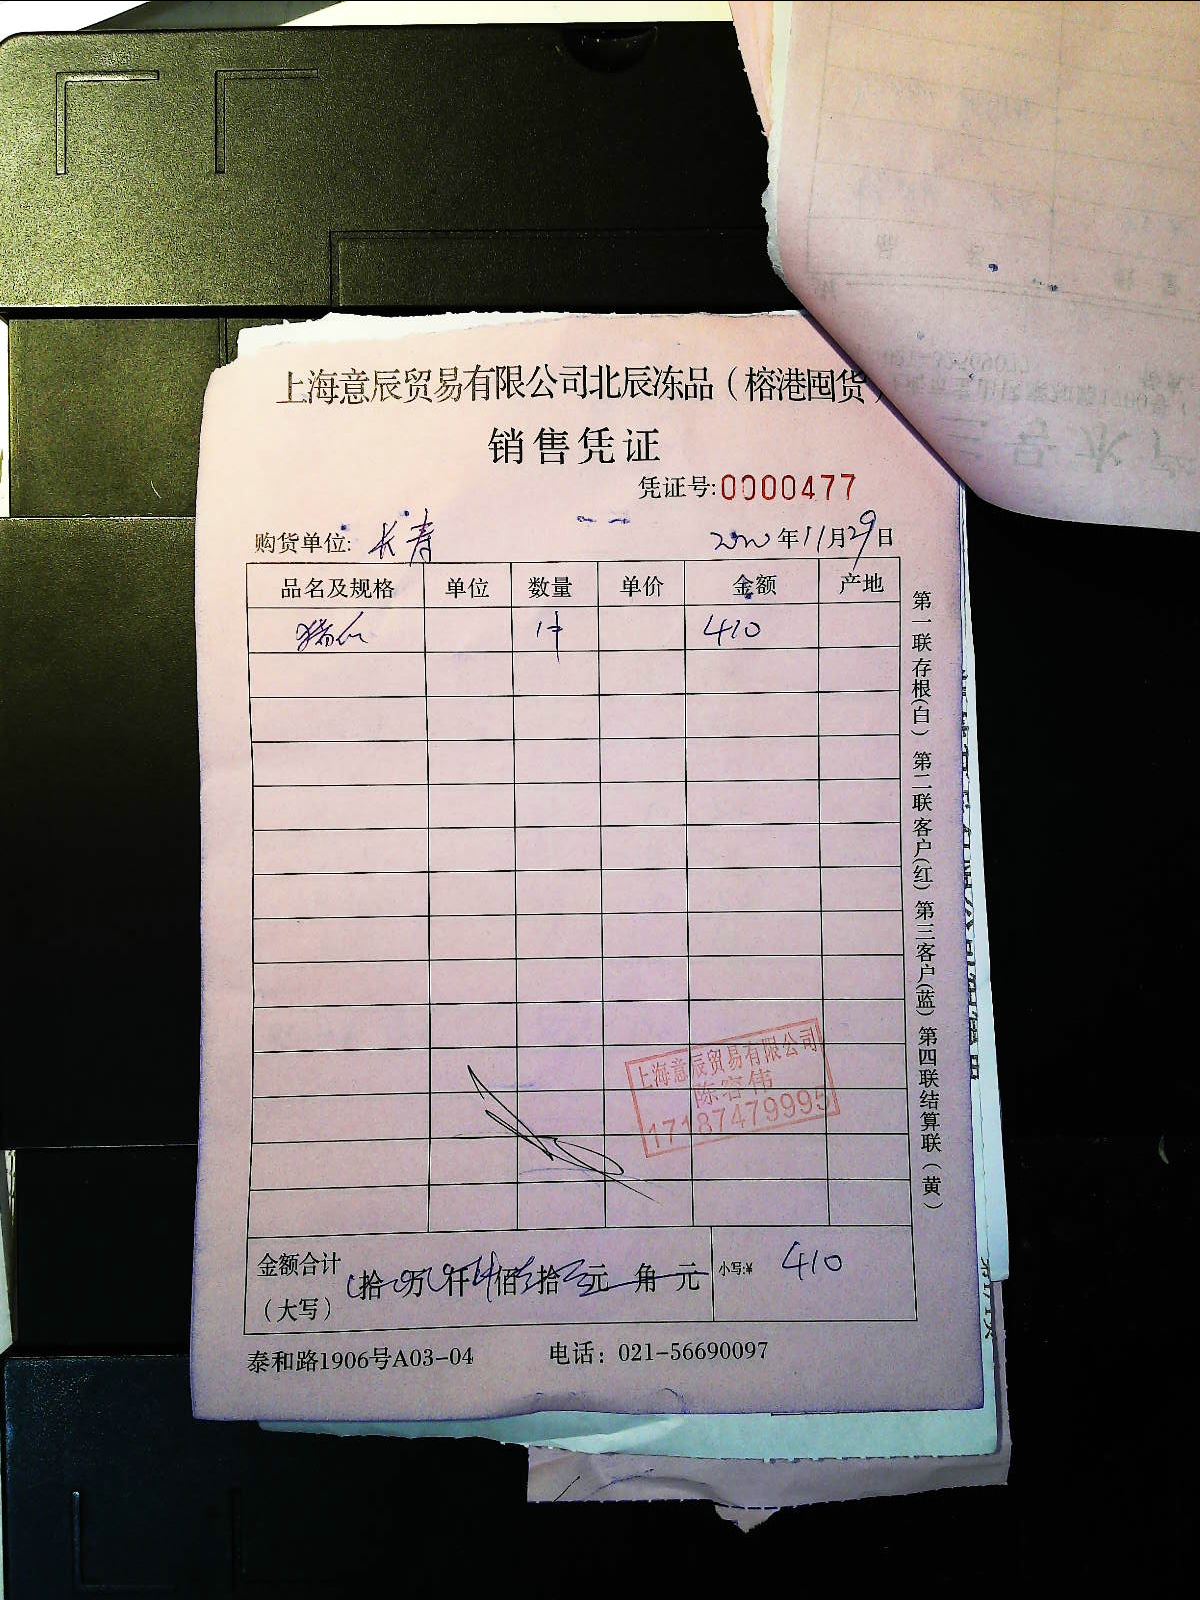 上海意辰贸易有限公司北辰冻品（榕港囤货）
销售凭证
凭证号:0000477
购货单位: 长寿 2020年11月29日
品名及规格 单位 数量 单价 金额 产地
猪 1件 410
上海意辰贸易有限公司
陈容伟
17187479995
金额合计 拾 万 仟 佰 拾 元 角 元 小写:¥ 410
（大写）
泰和路1906号A03-04 电话：021-56690097
第一联存根(白) 第二联客户(红) 第三客户(蓝) 第四联结算联(黄)